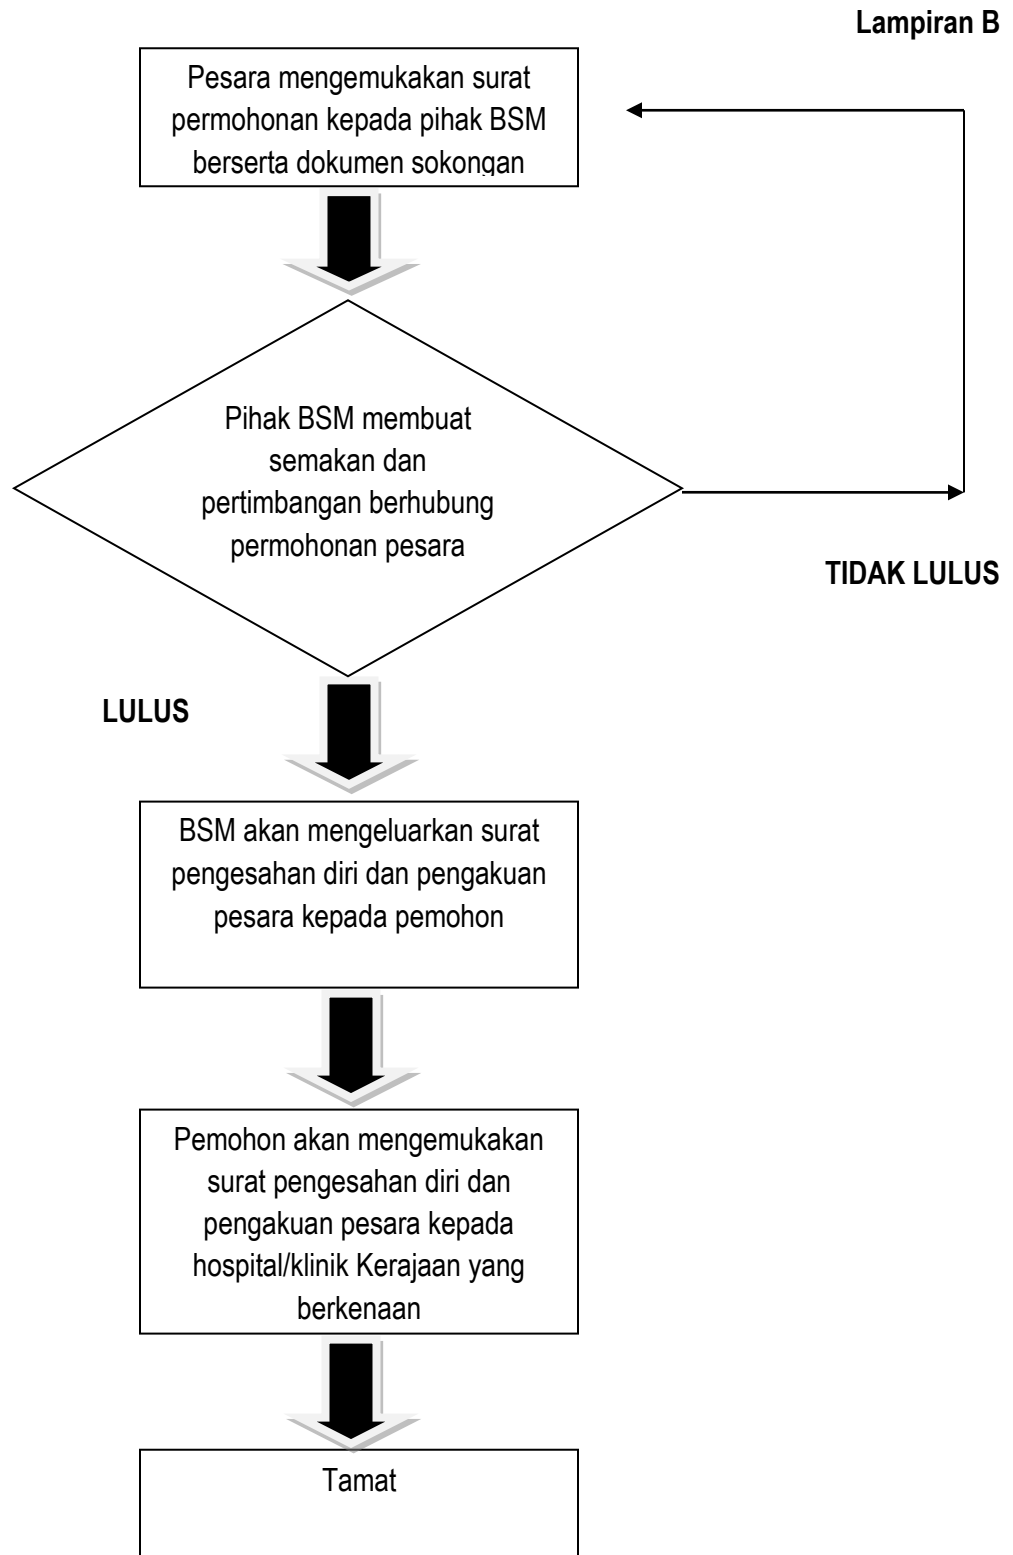 Lampiran B
Pesara mengemukakan surat
permohonan kepada pihak BSM
berserta dokumen sokongan
Pihak BSM membuat
semakan dan
pertimbangan berhubung
permohonan pesara
TIDAK LULUS
LULUS
BSM akan mengeluarkan surat
pengesahan diri dan pengakuan
pesara kepada pemohon
Pemohon akan mengemukakan
surat pengesahan diri dan
pengakuan pesara kepada
hospital/klinik Kerajaan yang
berkenaan
Tamat